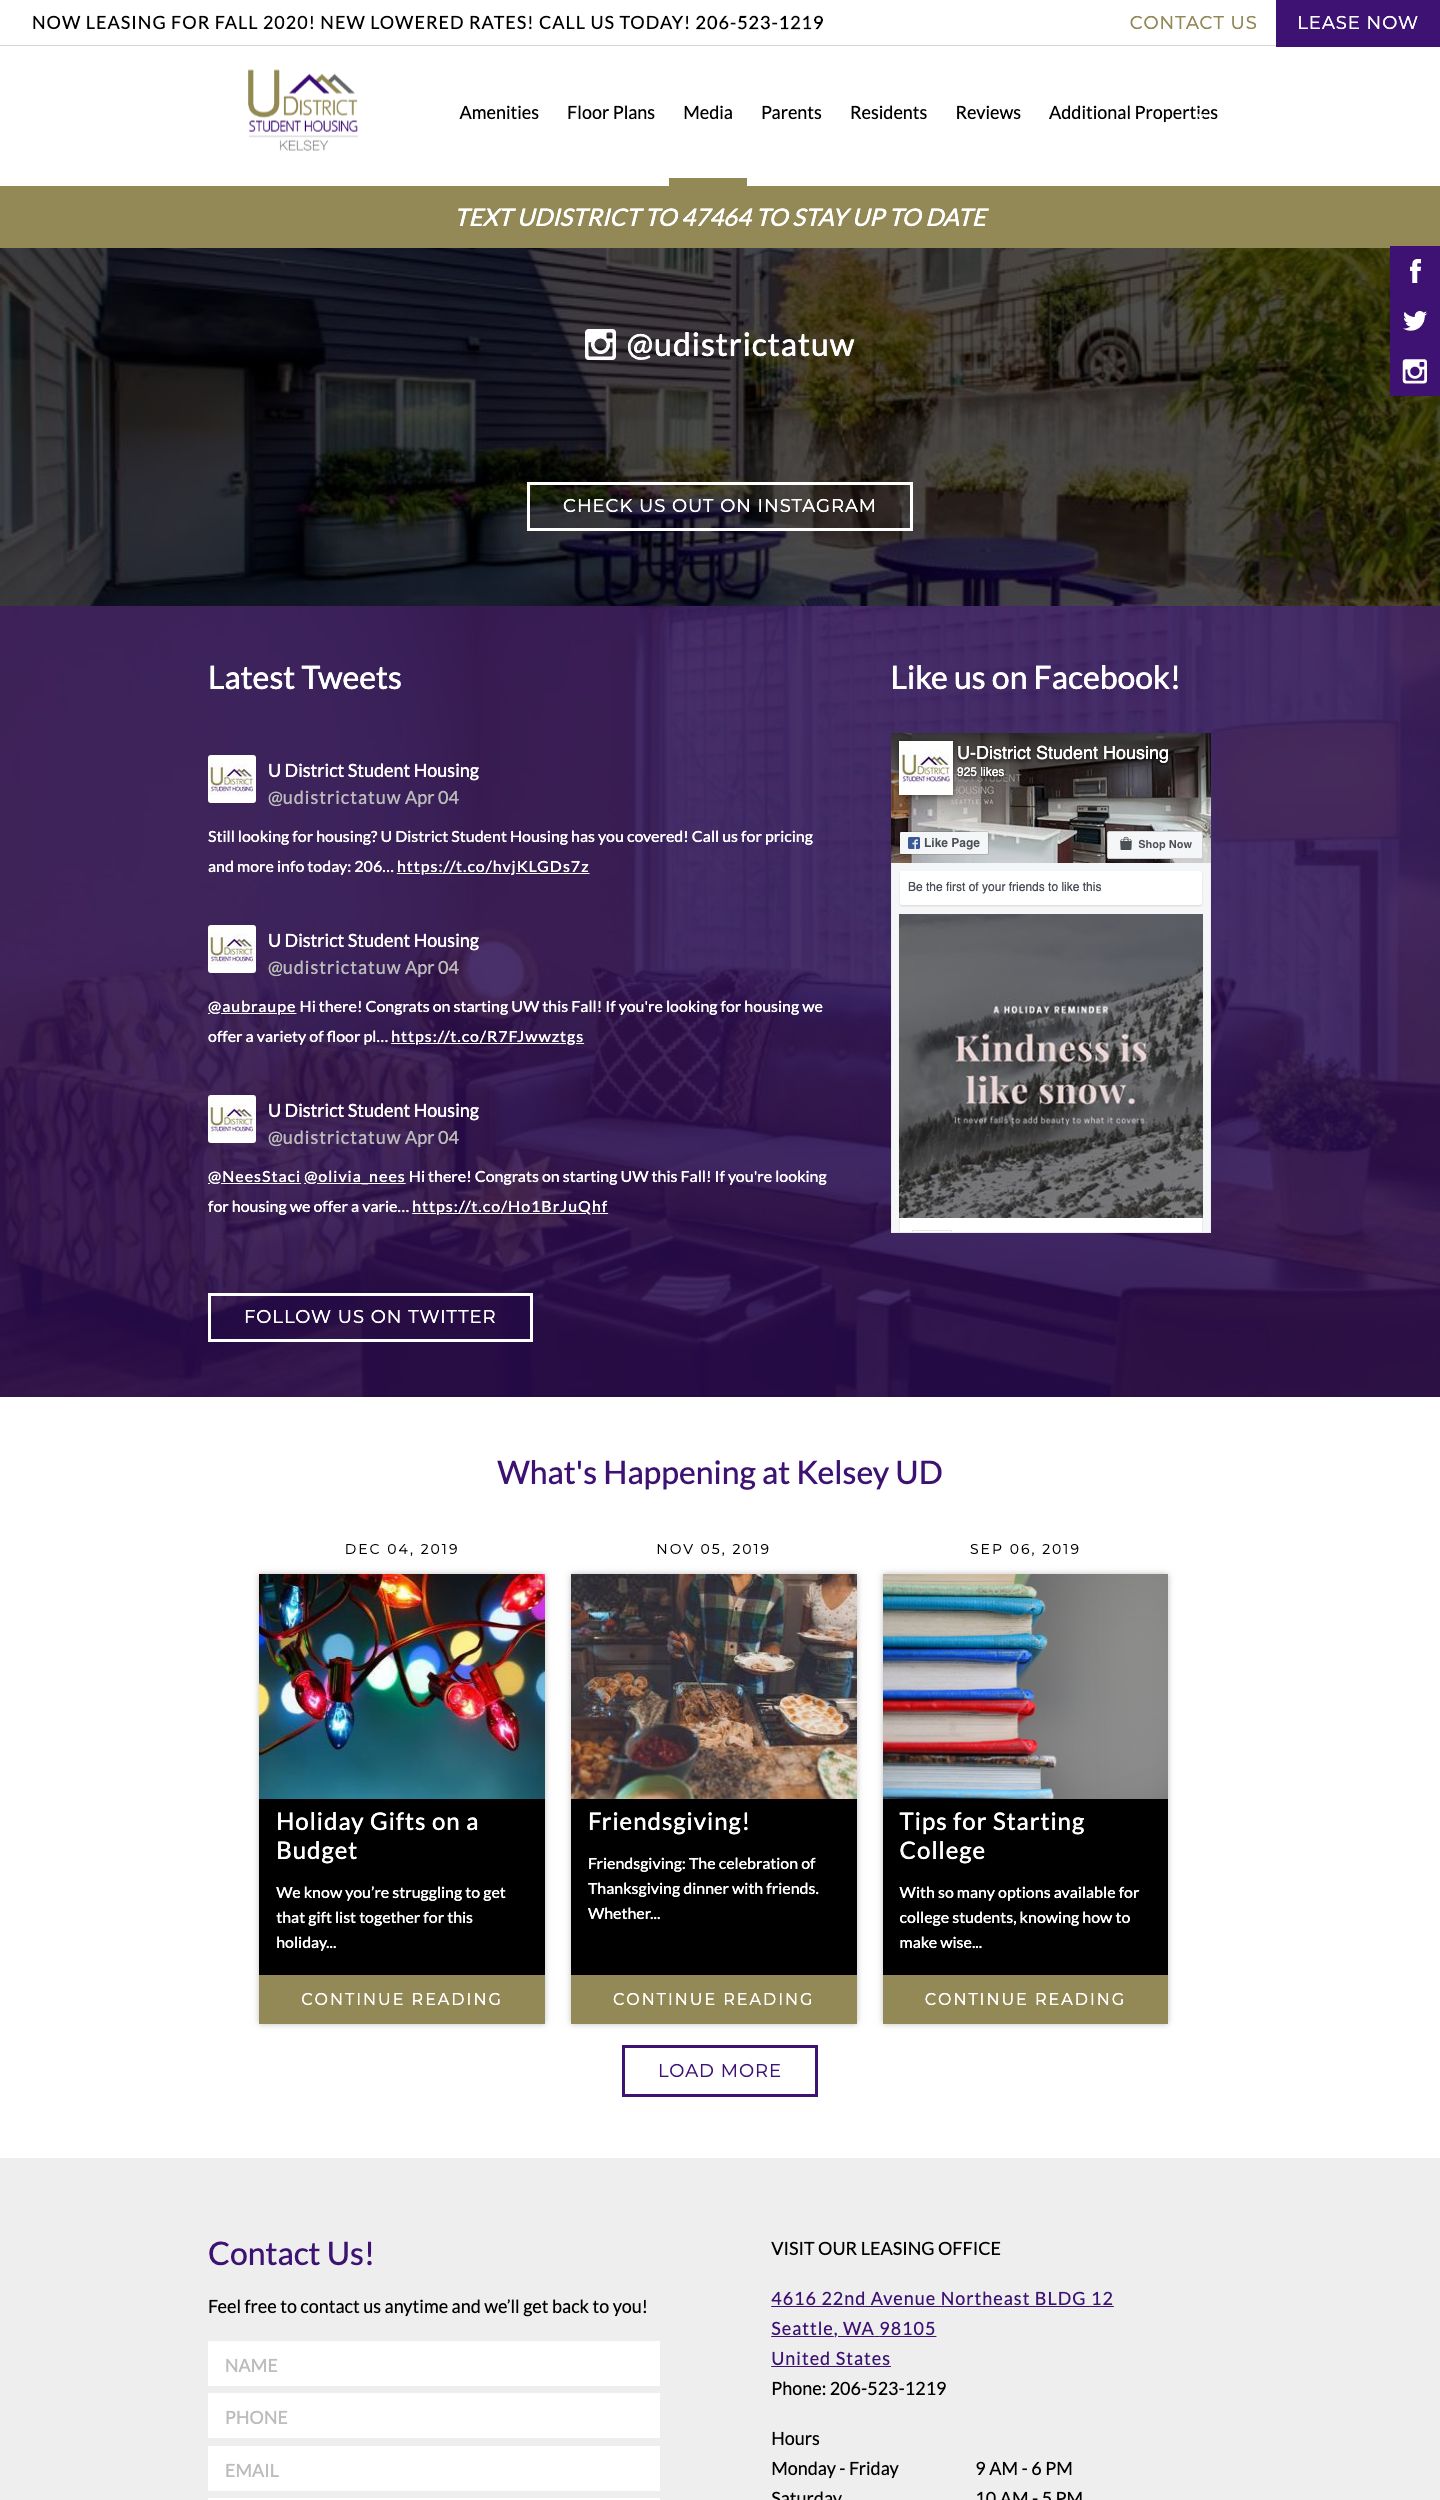 NOW LEASING FOR FALL 2020! NEW LOWERED RATES! CALL US TODAY! 206-523-1219
CONTACT US
LEASE NOW
U DISTRICT
STUDENT HOUSING
KELSEY
Amenities
Floor Plans
Media
Parents
Residents
Reviews
Additional Properties
TEXT UDISTRICT TO 47464 TO STAY UP TO DATE
@udistrictatuw
CHECK US OUT ON INSTAGRAM
Latest Tweets
U District Student Housing
@udistrictatuw Apr 04
Still looking for housing? U District Student Housing has you covered! Call us for pricing
and more info today: 206… https://t.co/hvjKLGDs7z
U District Student Housing
@udistrictatuw Apr 04
@aubraupe Hi there! Congrats on starting UW this Fall! If you're looking for housing we
offer a variety of floor pl… https://t.co/R7FJwwztgs
U District Student Housing
@udistrictatuw Apr 04
@NeesStaci @olivia_nees Hi there! Congrats on starting UW this Fall! If you're looking
for housing we offer a varie… https://t.co/Ho1BrJuQhf
FOLLOW US ON TWITTER
Like us on Facebook!
U DISTRICT
STUDENT HOUSING
U-District Student Housing
925 likes
STUDENT
HOUSING
SEATTLE, WA
Like Page
Shop Now
Be the first of your friends to like this
A HOLIDAY REMINDER
Kindness is
like snow.
It never fails to add beauty to what it covers.
What's Happening at Kelsey UD
DEC 04, 2019
Holiday Gifts on a
Budget
We know you’re struggling to get
that gift list together for this
holiday...
CONTINUE READING
NOV 05, 2019
Friendsgiving!
Friendsgiving: The celebration of
Thanksgiving dinner with friends.
Whether...
CONTINUE READING
SEP 06, 2019
Tips for Starting
College
With so many options available for
college students, knowing how to
make wise...
CONTINUE READING
LOAD MORE
Contact Us!
Feel free to contact us anytime and we’ll get back to you!
NAME
PHONE
EMAIL
VISIT OUR LEASING OFFICE
4616 22nd Avenue Northeast BLDG 12
Seattle, WA 98105
United States
Phone: 206-523-1219
Hours
Monday - Friday 9 AM - 6 PM
Saturday 10 AM - 5 PM